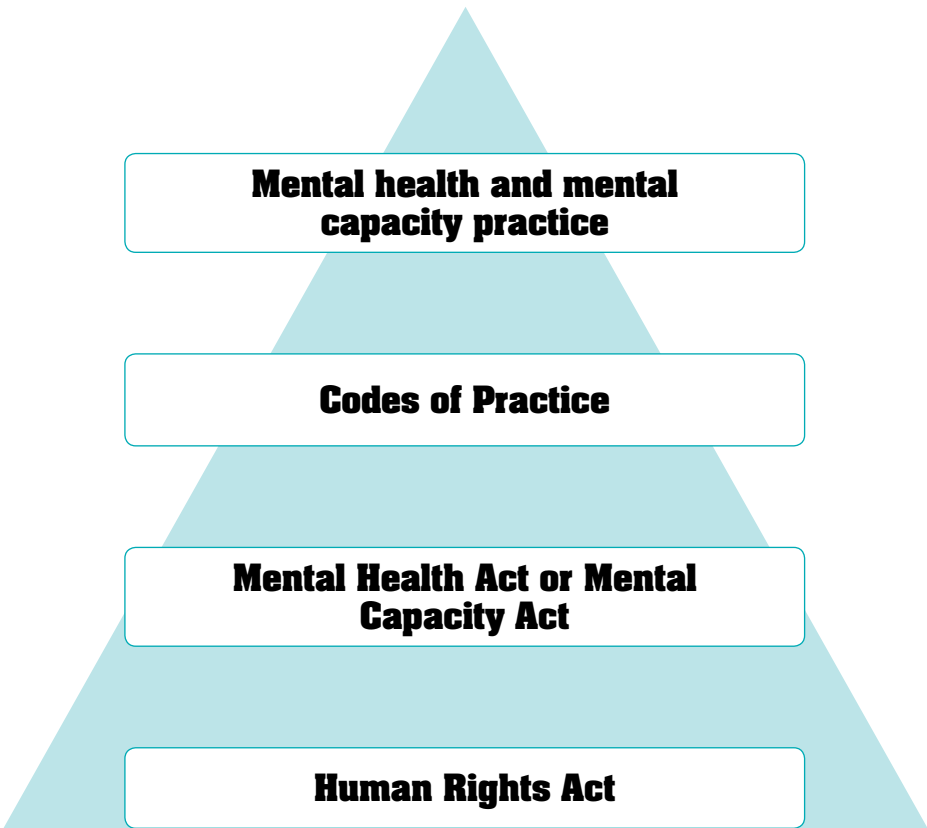 Mental health and mental
capacity practice
Codes of Practice
Mental Health Act or Mental
Capacity Act
Human Rights Act